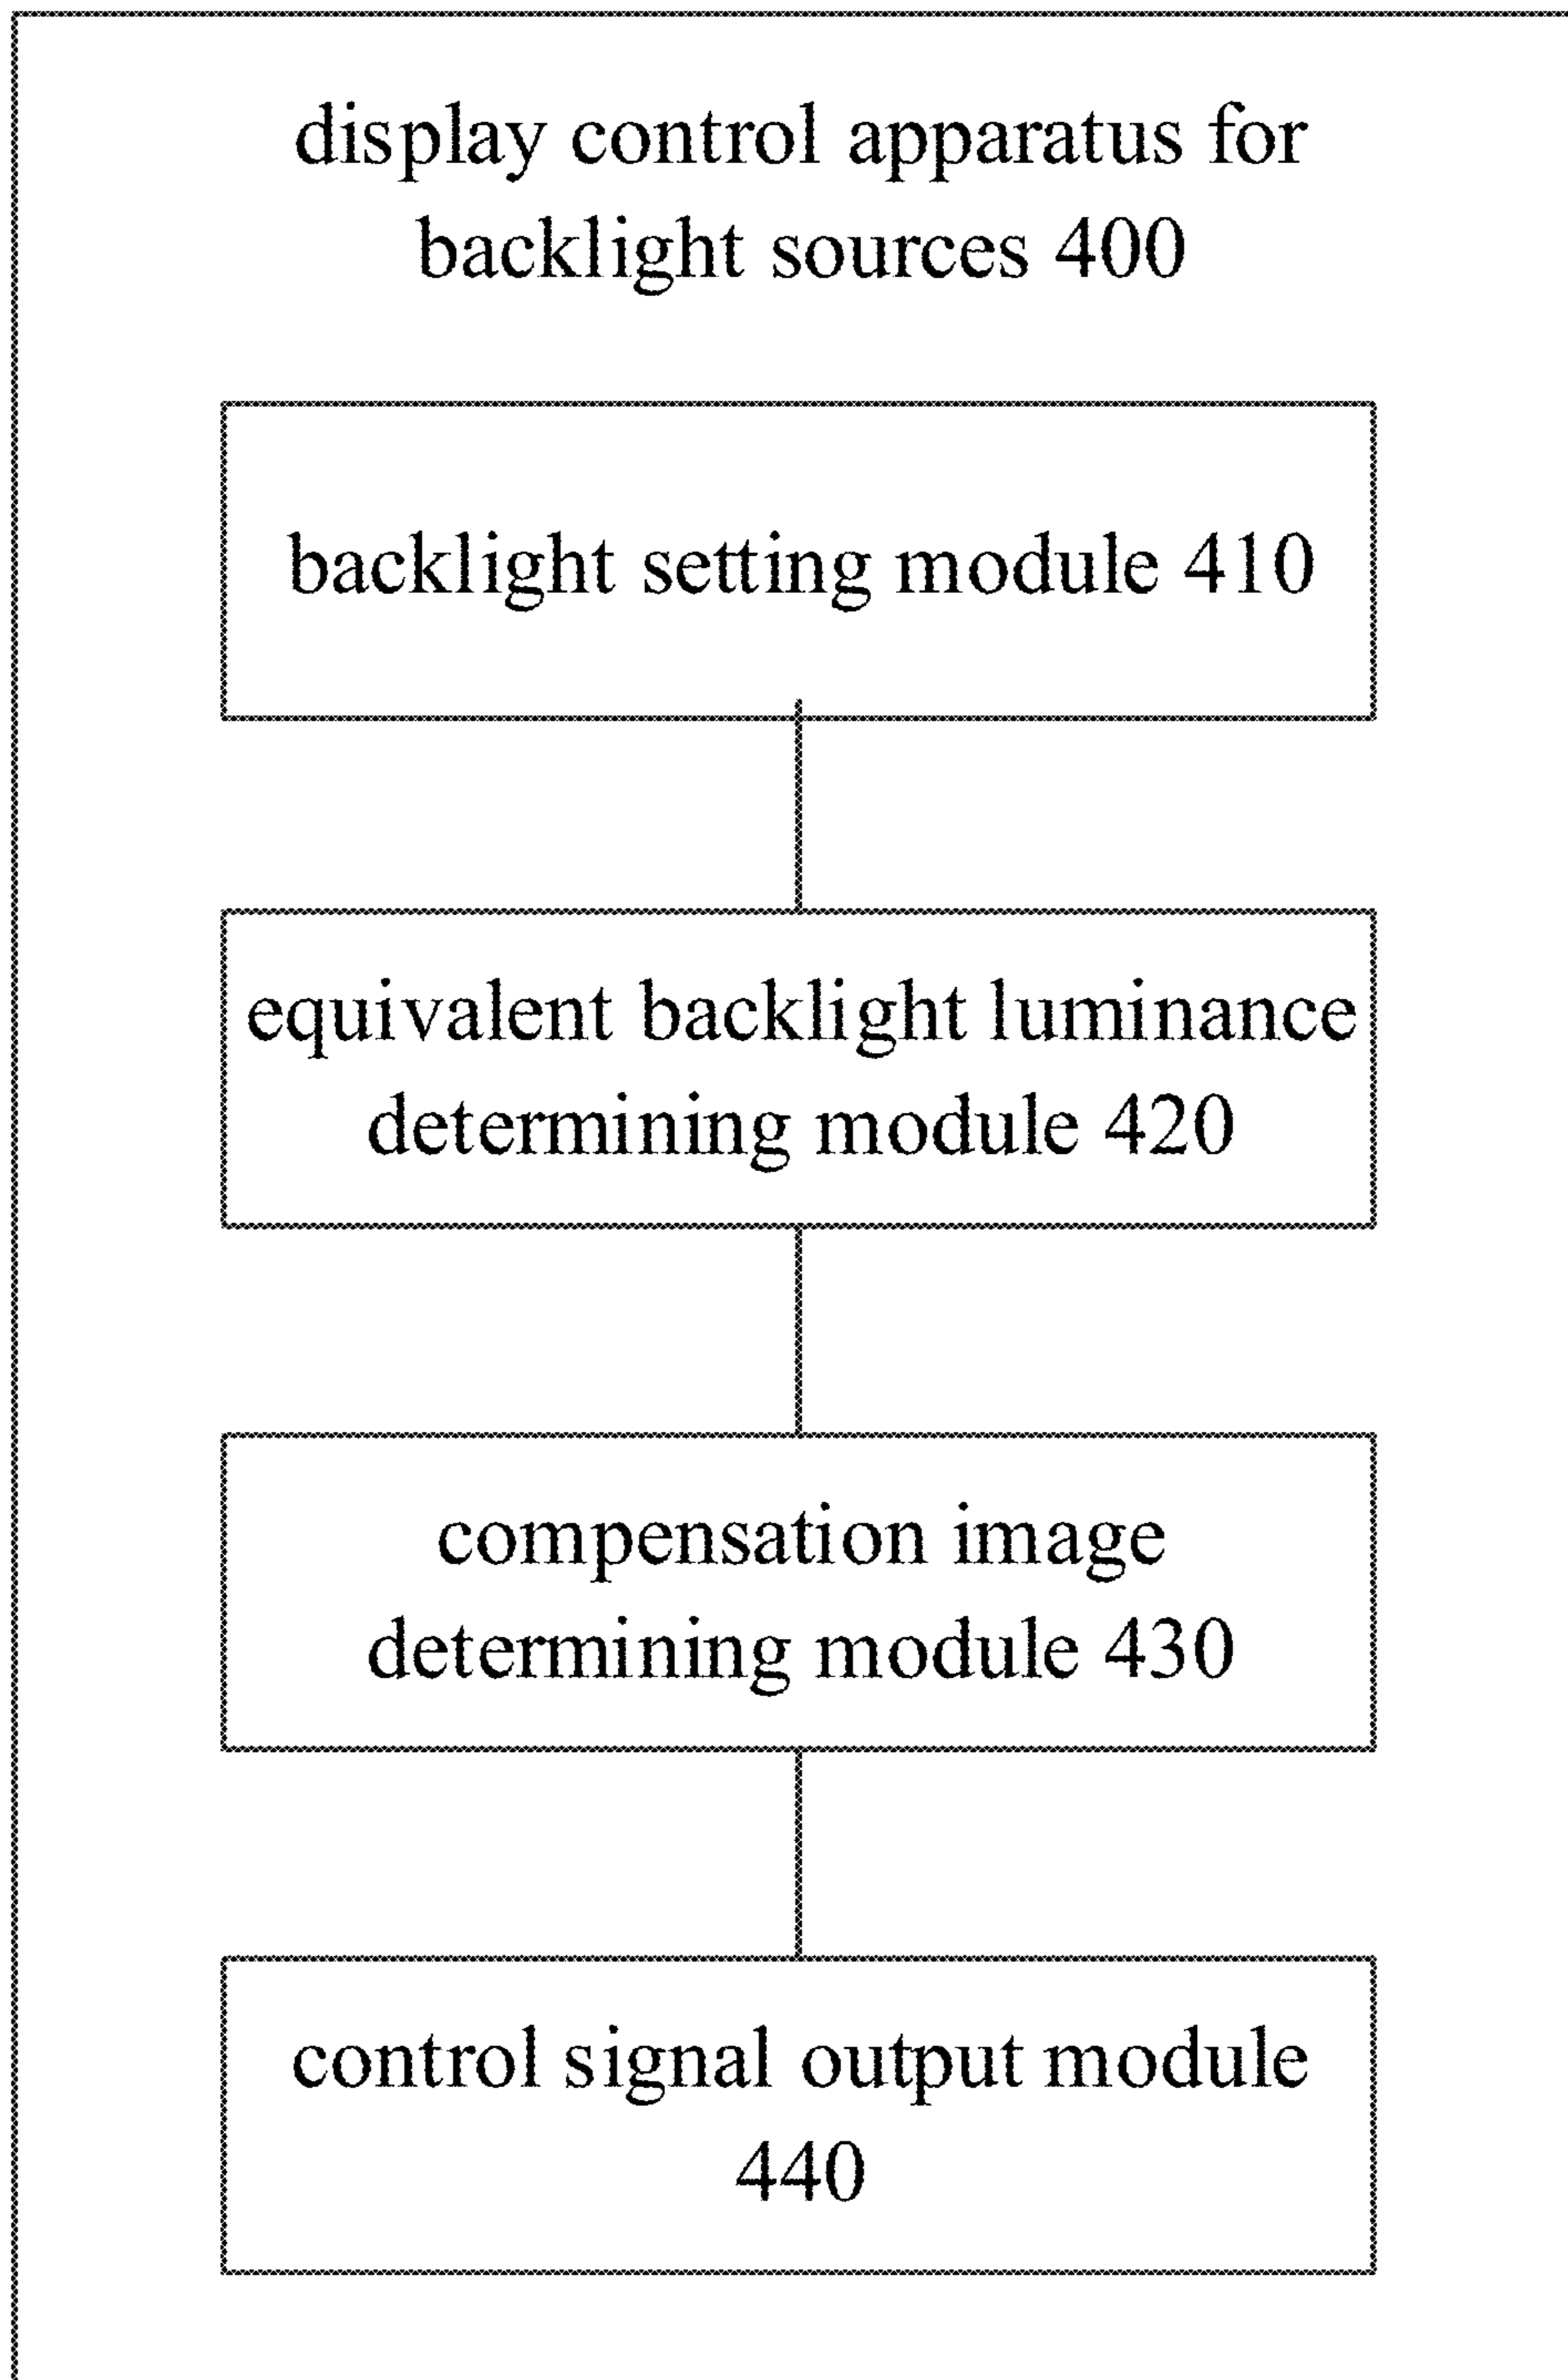 display control apparatus for
backlight sources 400
backlight setting module 410
equivalent backlight luminance
determining module 420
compensation image
determining module 430
control signal output module
440